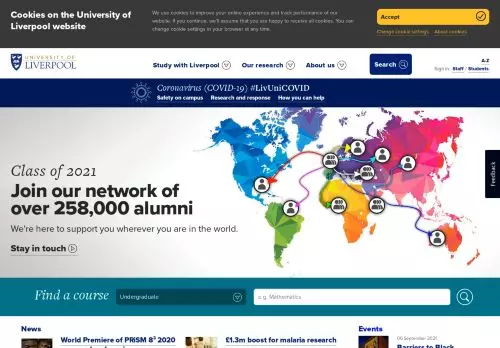 Cookies on the University of
Liverpool website
We use cookies to improve your online experience and track performance of our
website. If you continue, we'll assume that you are happy to receive all cookies. You can
change cookie settings in your browser at any time.
Accept
Change cookie settings
About cookies
UNIVERSITY OF
LIVERPOOL
Study with Liverpool
Our research
About us
Search
A-Z
Sign in: Staff / Students
Coronavirus (COVID-19) #LivUniCOVID
Safety on campus
Research and response
How you can help
Class of 2021
Join our network of
over 258,000 alumni
We're here to support you wherever you are in the world.
Stay in touch
Feedback
Find a course
Undergraduate
e.g. Mathematics
News
World Premiere of PRiSM 8³ 2020
£1.3m boost for malaria research
Events
06 September 2021
Barriers to Black